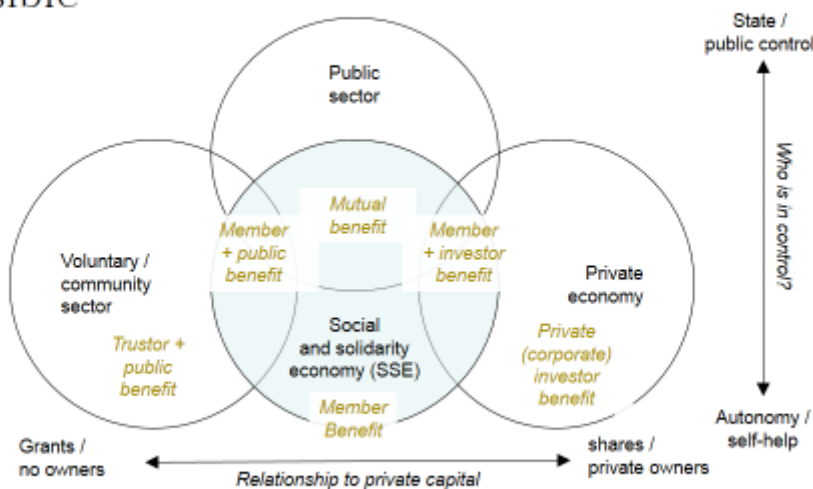 State /
public control
Public
sector
Who is in control?
Mutual
benefit
Member
+ public
benefit
Member
+ investor
benefit
Voluntary /
community
sector
Private
economy
Trustor +
public
benefit
Social
and solidarity
economy (SSE)
Private
(corporate)
investor
benefit
Member
Benefit
Autonomy /
self-help
Grants /
no owners
shares /
private owners
Relationship to private capital